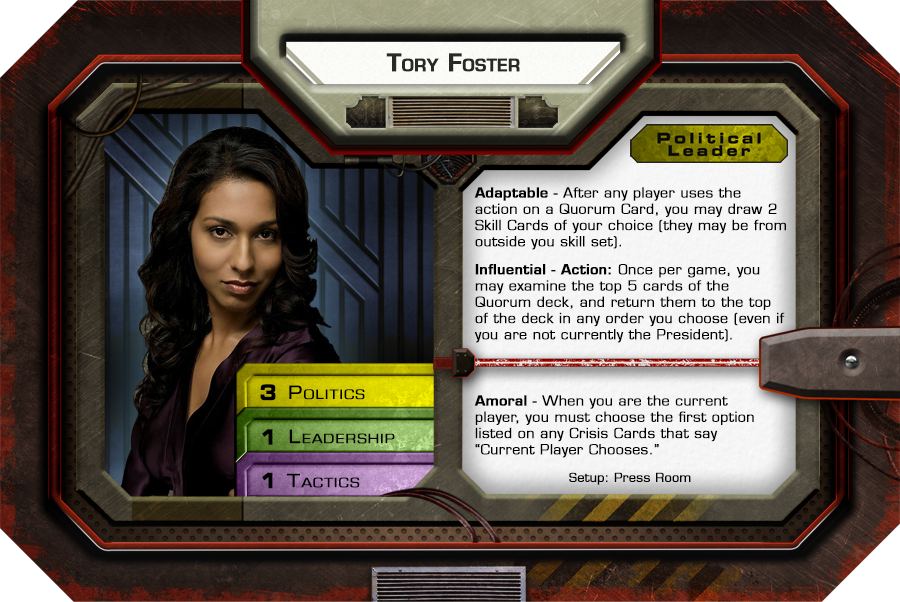 Tory Foster
Political
Leader
Adaptable - After any player uses the
action on a Quorum Card, you may draw 2
Skill Cards of your choice (they may be from
outside you skill set).
Influential - Action: Once per game, you
may examine the top 5 cards of the
Quorum deck, and return them to the top
of the deck in any order you choose (even if
you are not currently the President).
Amoral - When you are the current
player, you must choose the first option
listed on any Crisis Cards that say
“Current Player Chooses.”
Setup: Press Room
3 Politics
1 Leadership
1 Tactics